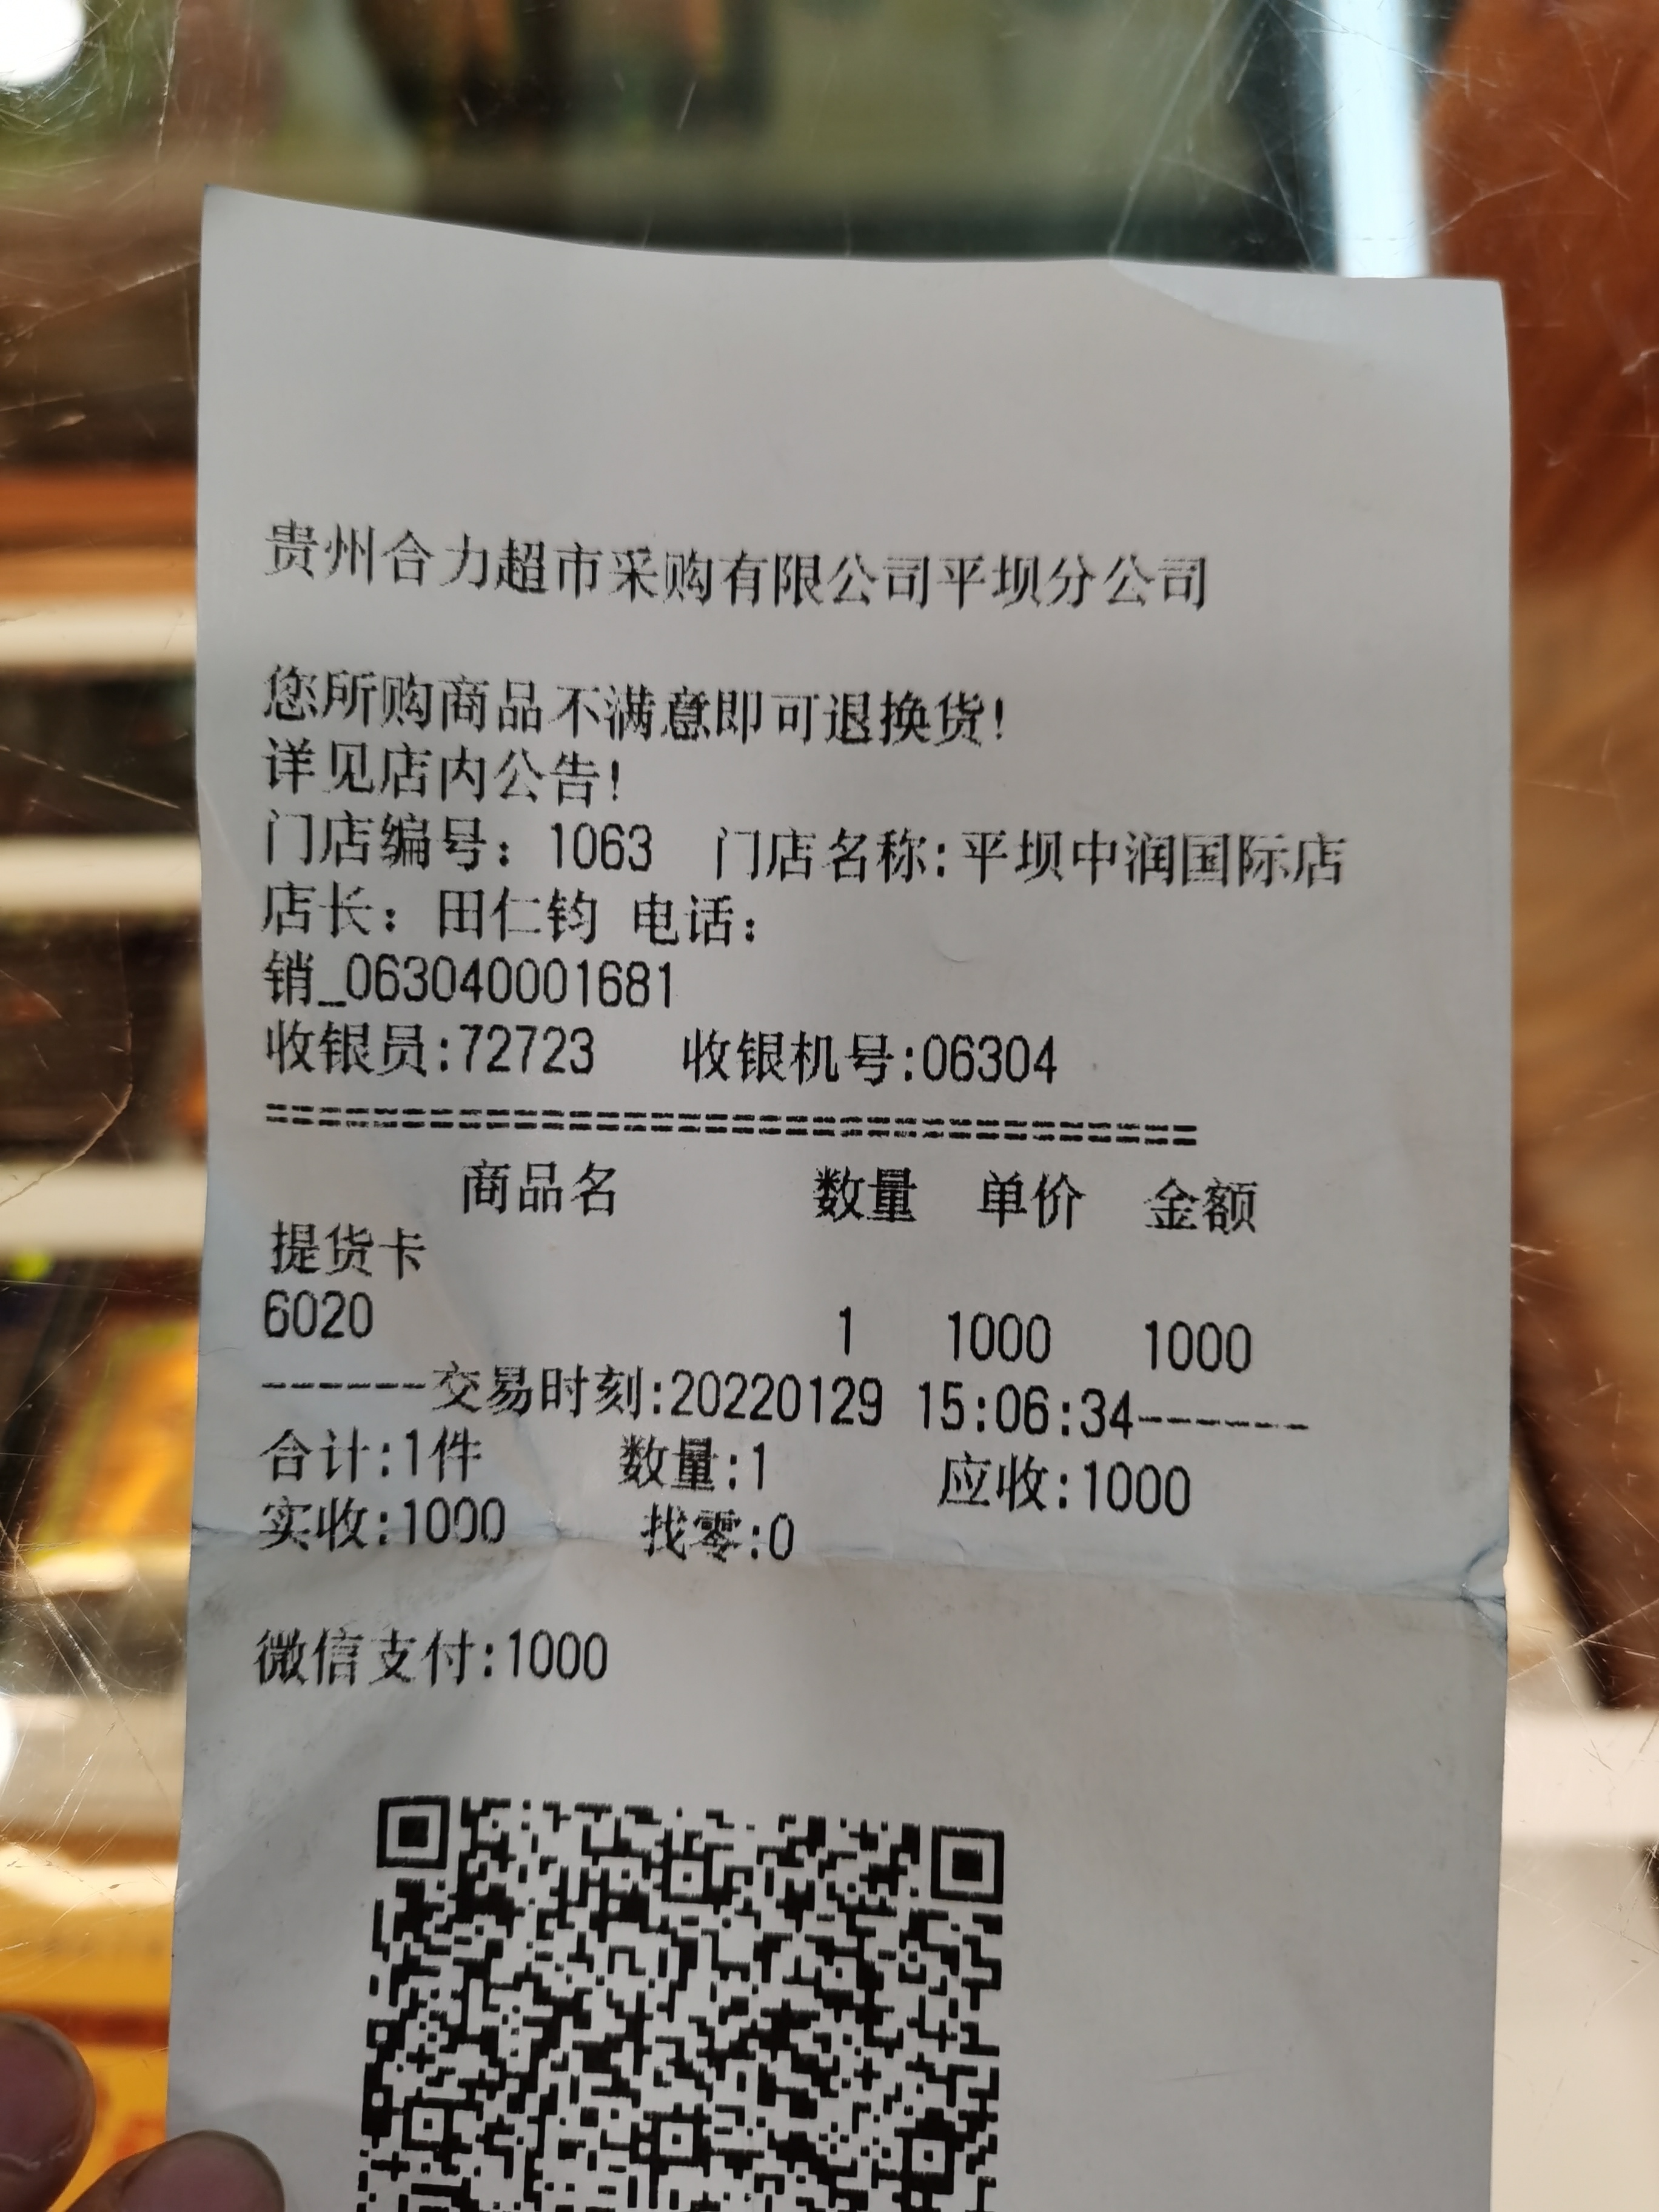 贵州合力超市采购有限公司平坝分公司
您所购商品不满意即可退换货!
详见店内公告!
门店编号：1063 门店名称:平坝中润国际店
店长：田仁钧 电话：
销_063040001681
收银员:72723 收银机号:06304
==================================
商品名 数量 单价 金额
提货卡
6020 1 1000 1000
------交易时刻:20220129 15:06:34------
合计:1件 数量:1 应收:1000
实收:1000 找零:0
微信支付:1000